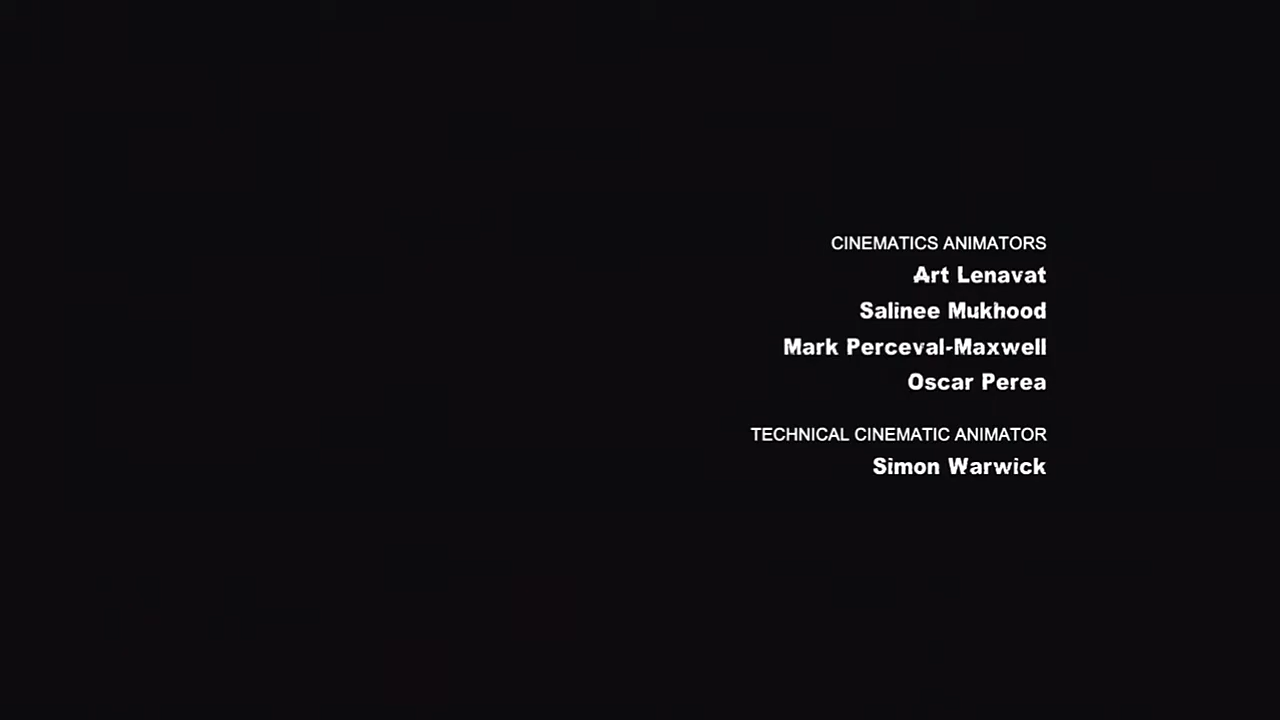 CINEMATICS ANIMATORS
Art Lenavat
Salinee Mukhood
Mark Perceval-Maxwell
Oscar Perea
TECHNICAL CINEMATIC ANIMATOR
Simon Warwick